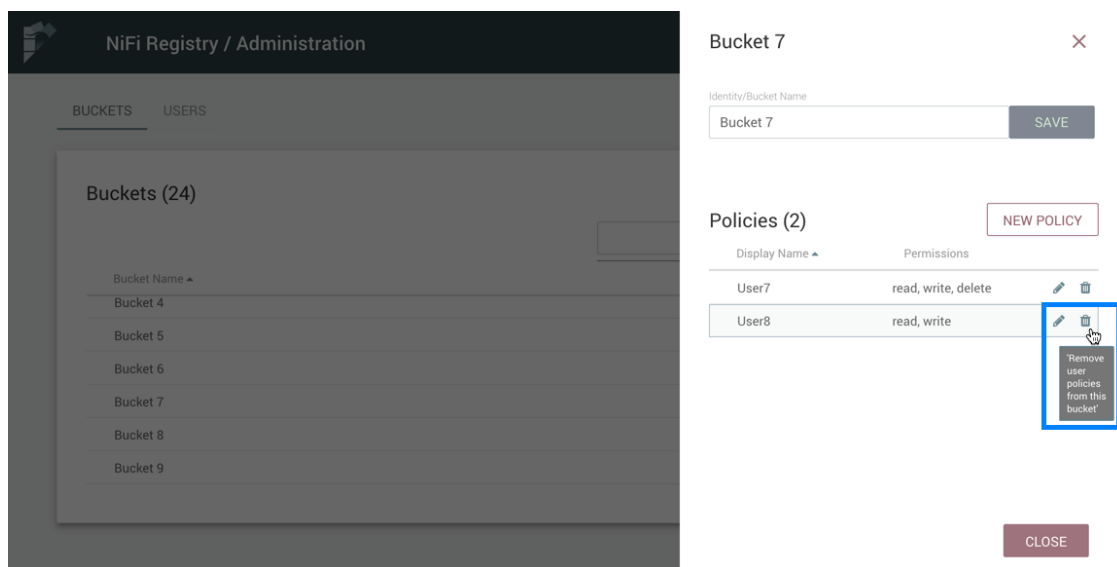 NiFi Registry / Administration
BUCKETS USERS
Buckets (24)
Bucket Name
Bucket 4
Bucket 5
Bucket 6
Bucket 7
Bucket 8
Bucket 9
Bucket 7
Identity/Bucket Name
Bucket 7 SAVE
Policies (2) NEW POLICY
Display Name Permissions
User7 read, write, delete
User8 read, write
'Remove
user
policies
from this
bucket'
CLOSE